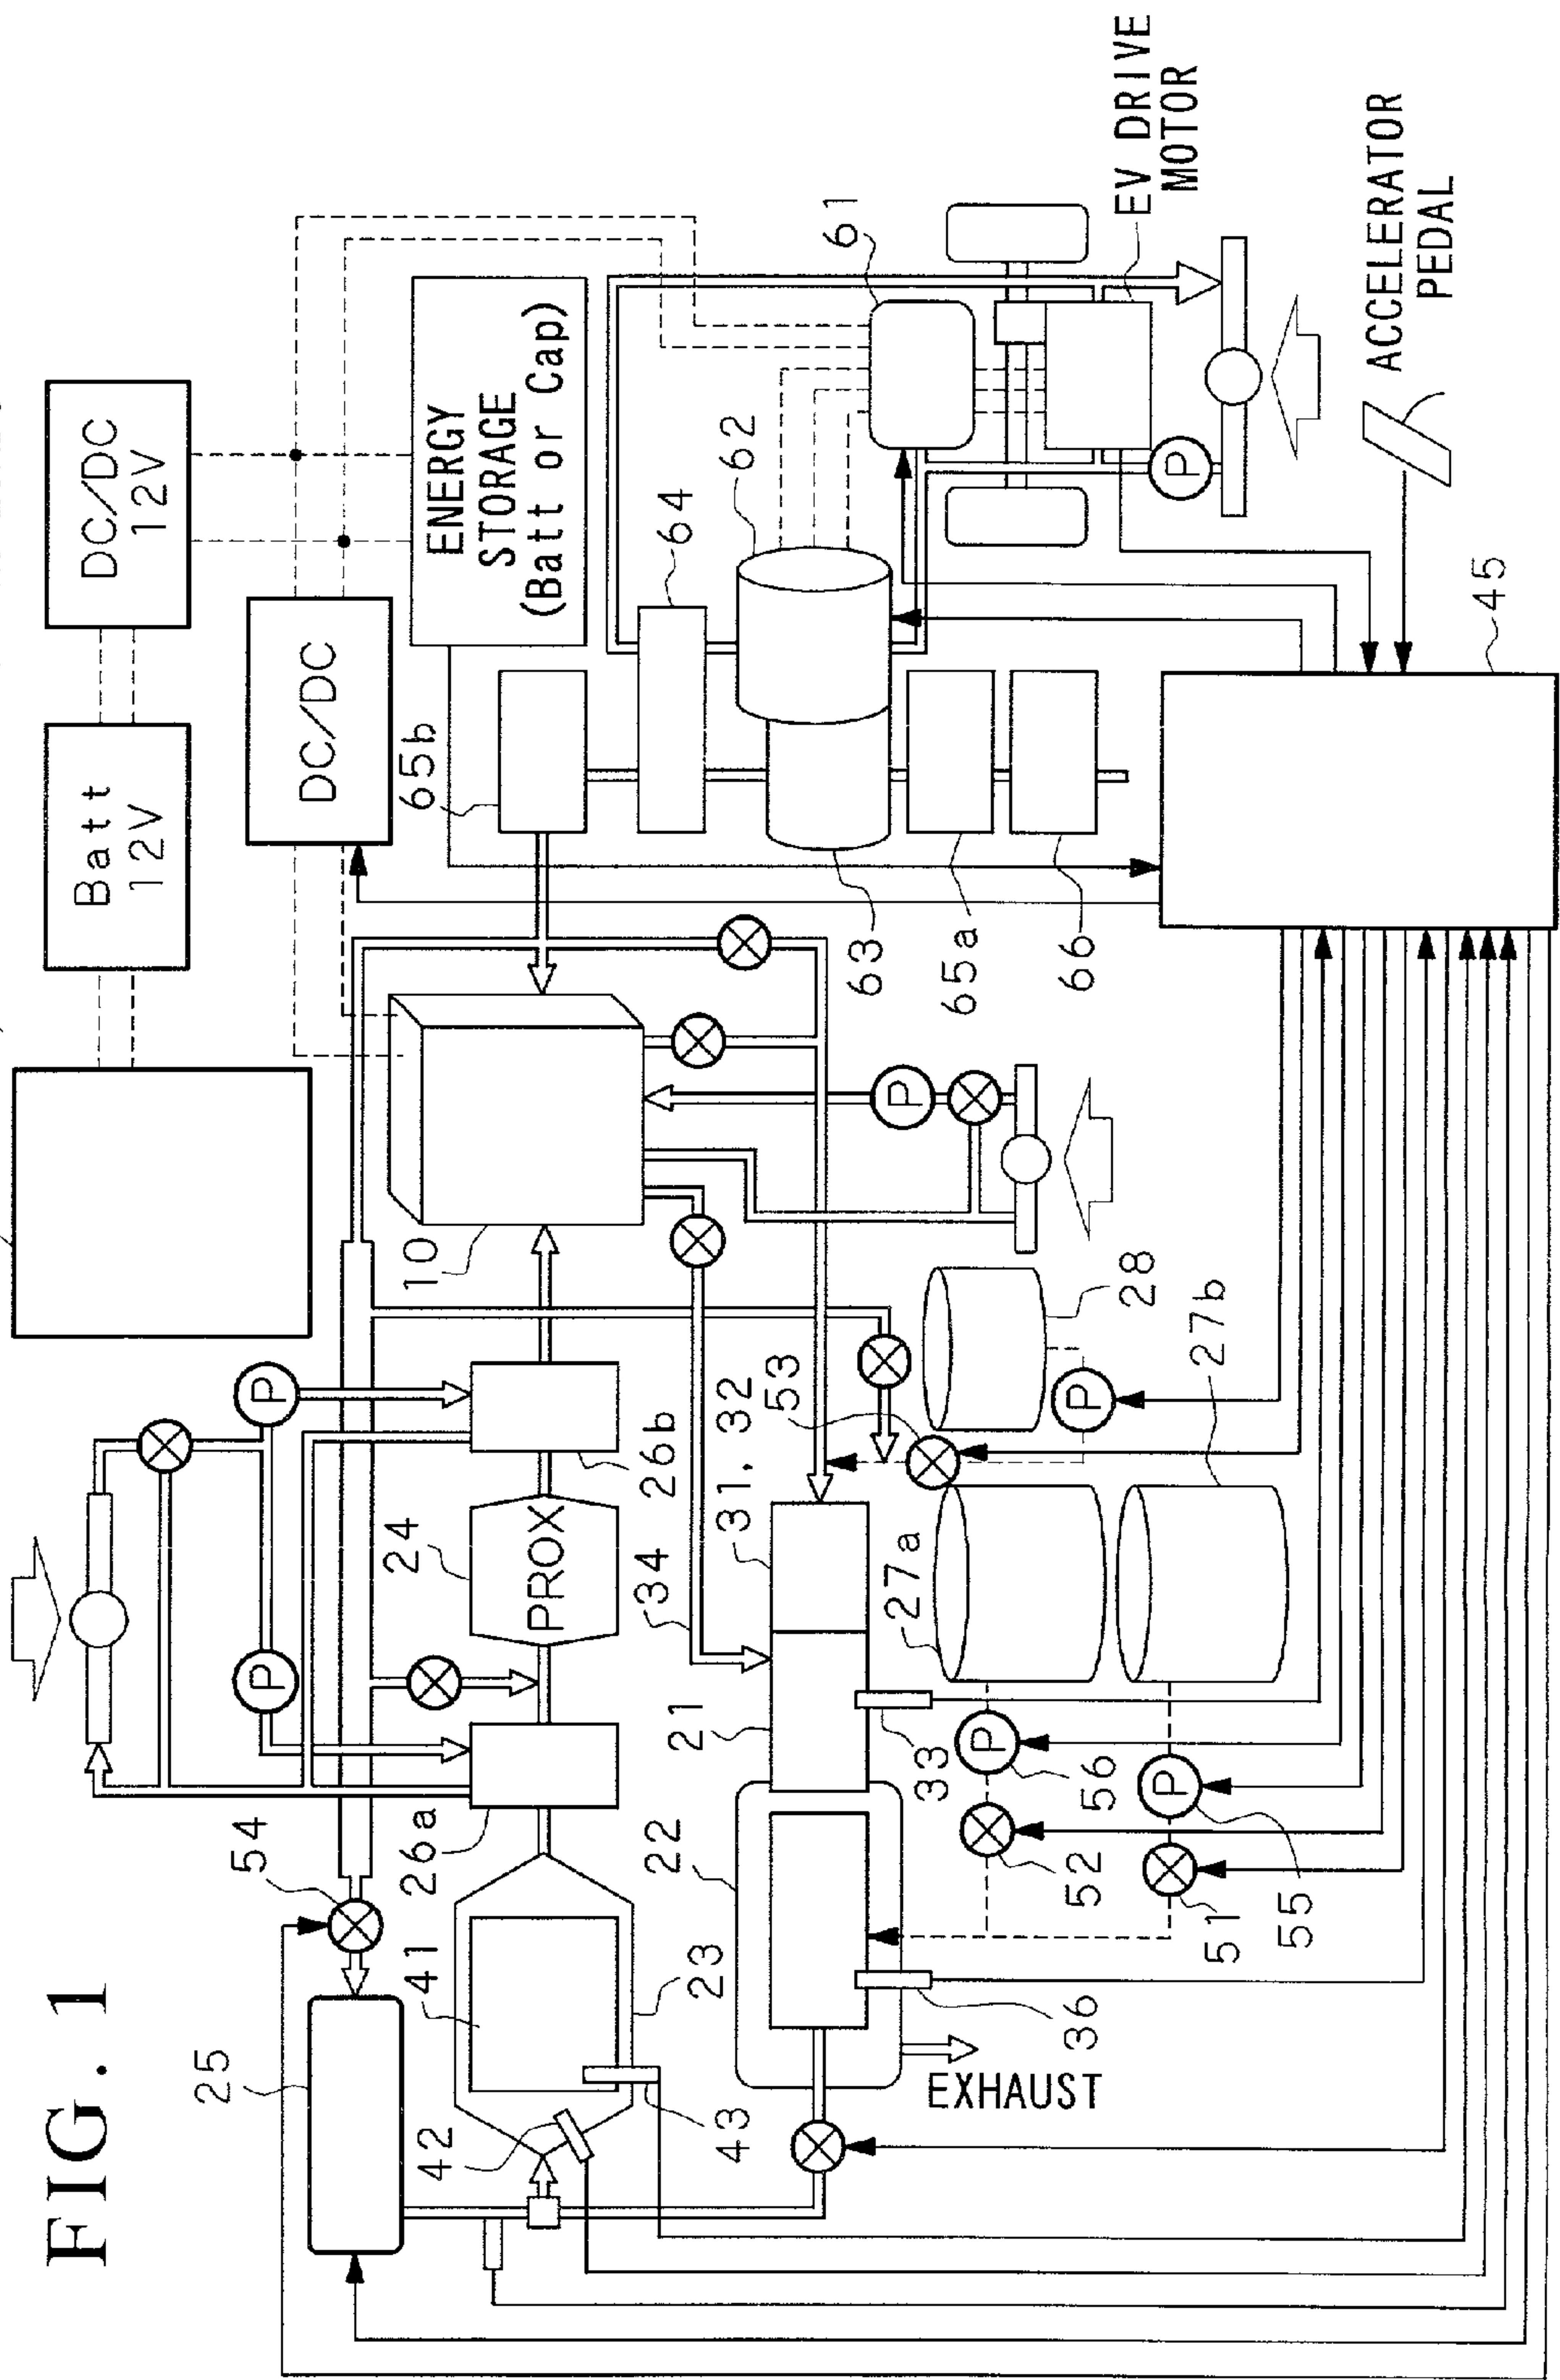 FIG. 1
DC/DC
12V
Batt
12V
DC/DC
ENERGY
STORAGE
(Batt or Cap)
65b
64
62
61
EV DRIVE
MOTOR
ACCELERATOR
PEDAL
63
65a
66
45
P
10
P
P
P
54
26a
24
PROX
26b
34
31, 32
53
28
P
25
41
42
43
23
22
21
33
27a
27b
P
56
P
55
52
51
36
EXHAUST